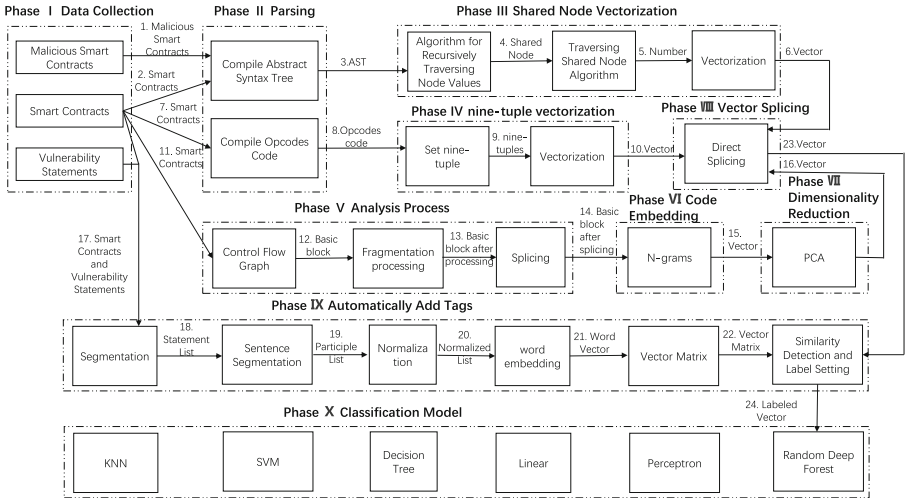 Phase Ⅰ Data Collection
Malicious Smart
Contracts
Smart Contracts
Vulnerability
Statements
1. Malicious
Smart
Contracts
2. Smart
Contracts
7. Smart
Contracts
11. Smart
Contracts
Phase Ⅱ Parsing
Compile Abstract
Syntax Tree
Compile Opcodes
Code
3.AST
8.Opcodes
code
Phase Ⅲ Shared Node Vectorization
Algorithm for
Recursively
Traversing
Node Values
4. Shared
Node
Traversing
Shared Node
Algorithm
5. Number
Vectorization
6.Vector
Phase Ⅳ nine-tuple vectorization
Set nine-
tuple
9. nine-
tuples
Vectorization
10.Vector
Phase Ⅷ Vector Splicing
Direct
Splicing
23.Vector
16.Vector
Phase Ⅶ
Dimensionality
Reduction
PCA
Phase Ⅴ Analysis Process
Control Flow
Graph
12. Basic
block
Fragmentation
processing
13. Basic
block after
processing
Splicing
14. Basic
block
after
splicing
Phase Ⅵ Code
Embedding
N-grams
15.
Vector
17. Smart
Contracts
and
Vulnerability
Statements
Phase Ⅸ Automatically Add Tags
Segmentation
18.
Statement
List
Sentence
Segmentation
19.
Participle
List
Normaliza
tion
20.
Normalized
List
word
embedding
21. Word
Vector
Vector Matrix
22. Vector
Matrix
Similarity
Detection and
Label Setting
24. Labeled
Vector
Phase Ⅹ Classification Model
KNN
SVM
Decision
Tree
Linear
Perceptron
Random Deep
Forest